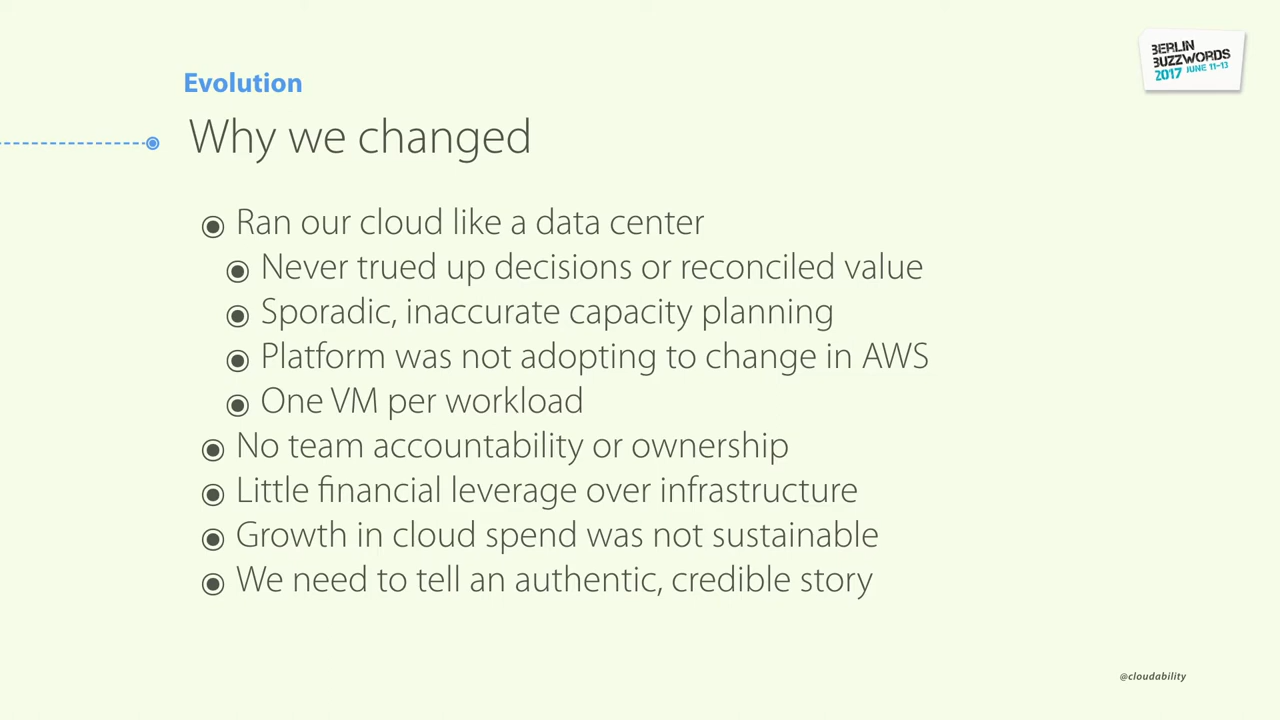 BERLIN
BUZZWORDS
2017 JUNE 11-13
Evolution
Why we changed
Ran our cloud like a data center
Never trued up decisions or reconciled value
Sporadic, inaccurate capacity planning
Platform was not adopting to change in AWS
One VM per workload
No team accountability or ownership
Little financial leverage over infrastructure
Growth in cloud spend was not sustainable
We need to tell an authentic, credible story
@cloudability